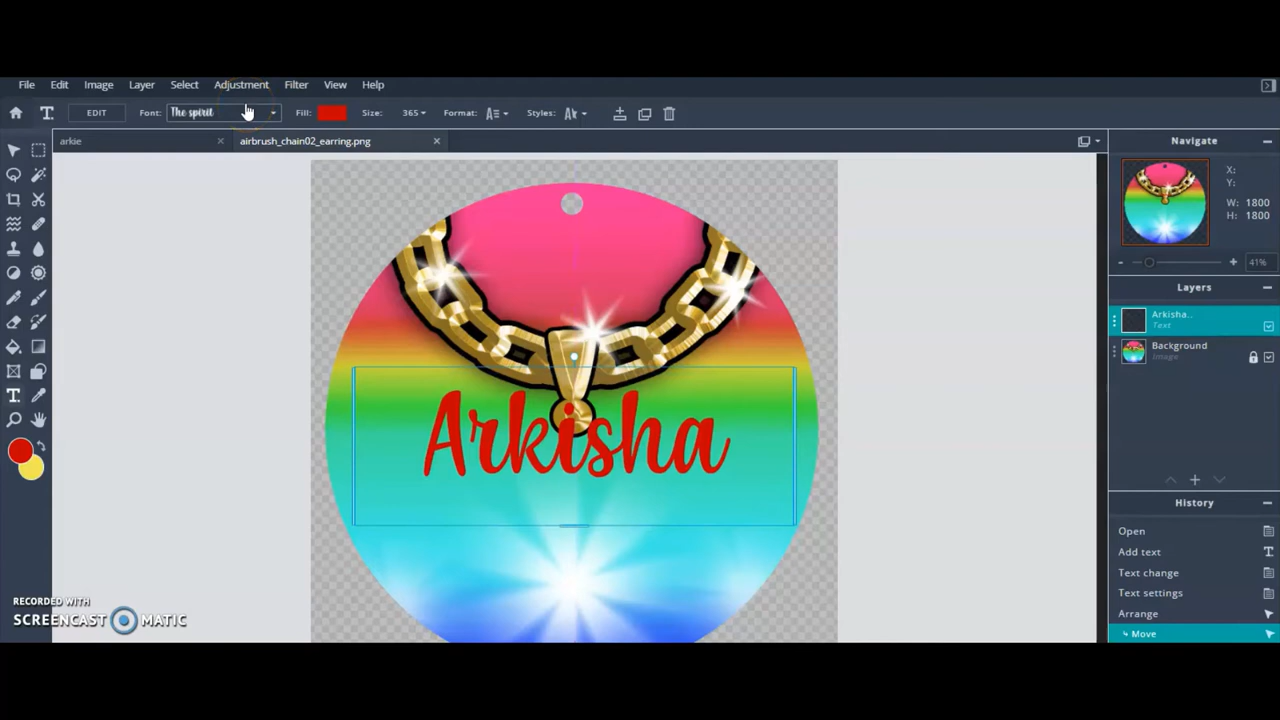 File Edit Image Layer Select Adjustment Filter View Help
EDIT Font: The spirit Fill: Size: 365 Format: Styles:
arkie airbrush_chain02_earring.png
Navigate
X:
Y:
W: 1800
H: 1800
41%
Layers
Arkisha..
Text
Background
Image
Arkisha
History
Open
Add text
Text change
Text settings
Arrange
Move
RECORDED WITH
SCREENCAST MATIC